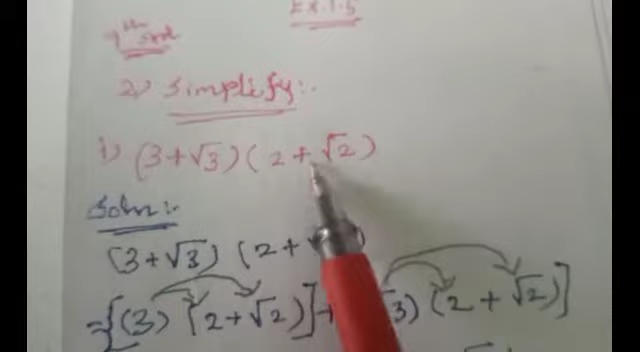 Ex.1.5
9th std
2) Simplify:-
i) (3+√3)(2+√2)
Soln:-
(3+√3)(2+
={(3)(2+√2)]+ √3)(2+√2)]